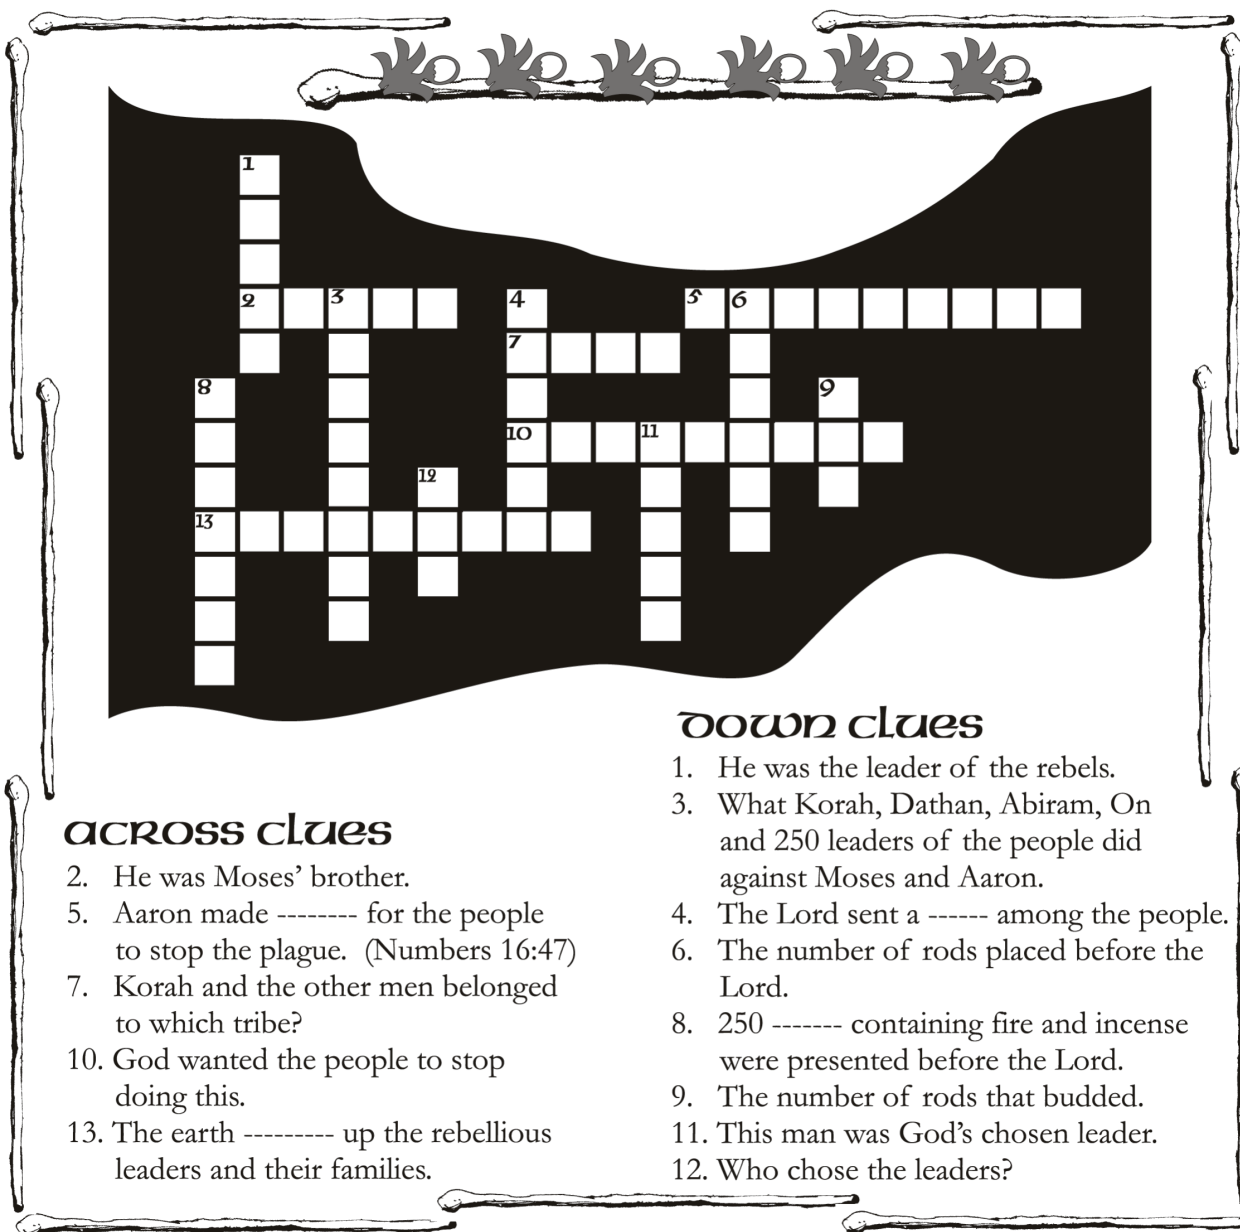 1
2 3 4 5 6
7
8 9
10 11
12
13
across clues
2. He was Moses’ brother.
5. Aaron made -------- for the people
to stop the plague. (Numbers 16:47)
7. Korah and the other men belonged
to which tribe?
10. God wanted the people to stop
doing this.
13. The earth --------- up the rebellious
leaders and their families.
down clues
1. He was the leader of the rebels.
3. What Korah, Dathan, Abiram, On
and 250 leaders of the people did
against Moses and Aaron.
4. The Lord sent a ------ among the people.
6. The number of rods placed before the
Lord.
8. 250 ------- containing fire and incense
were presented before the Lord.
9. The number of rods that budded.
11. This man was God’s chosen leader.
12. Who chose the leaders?